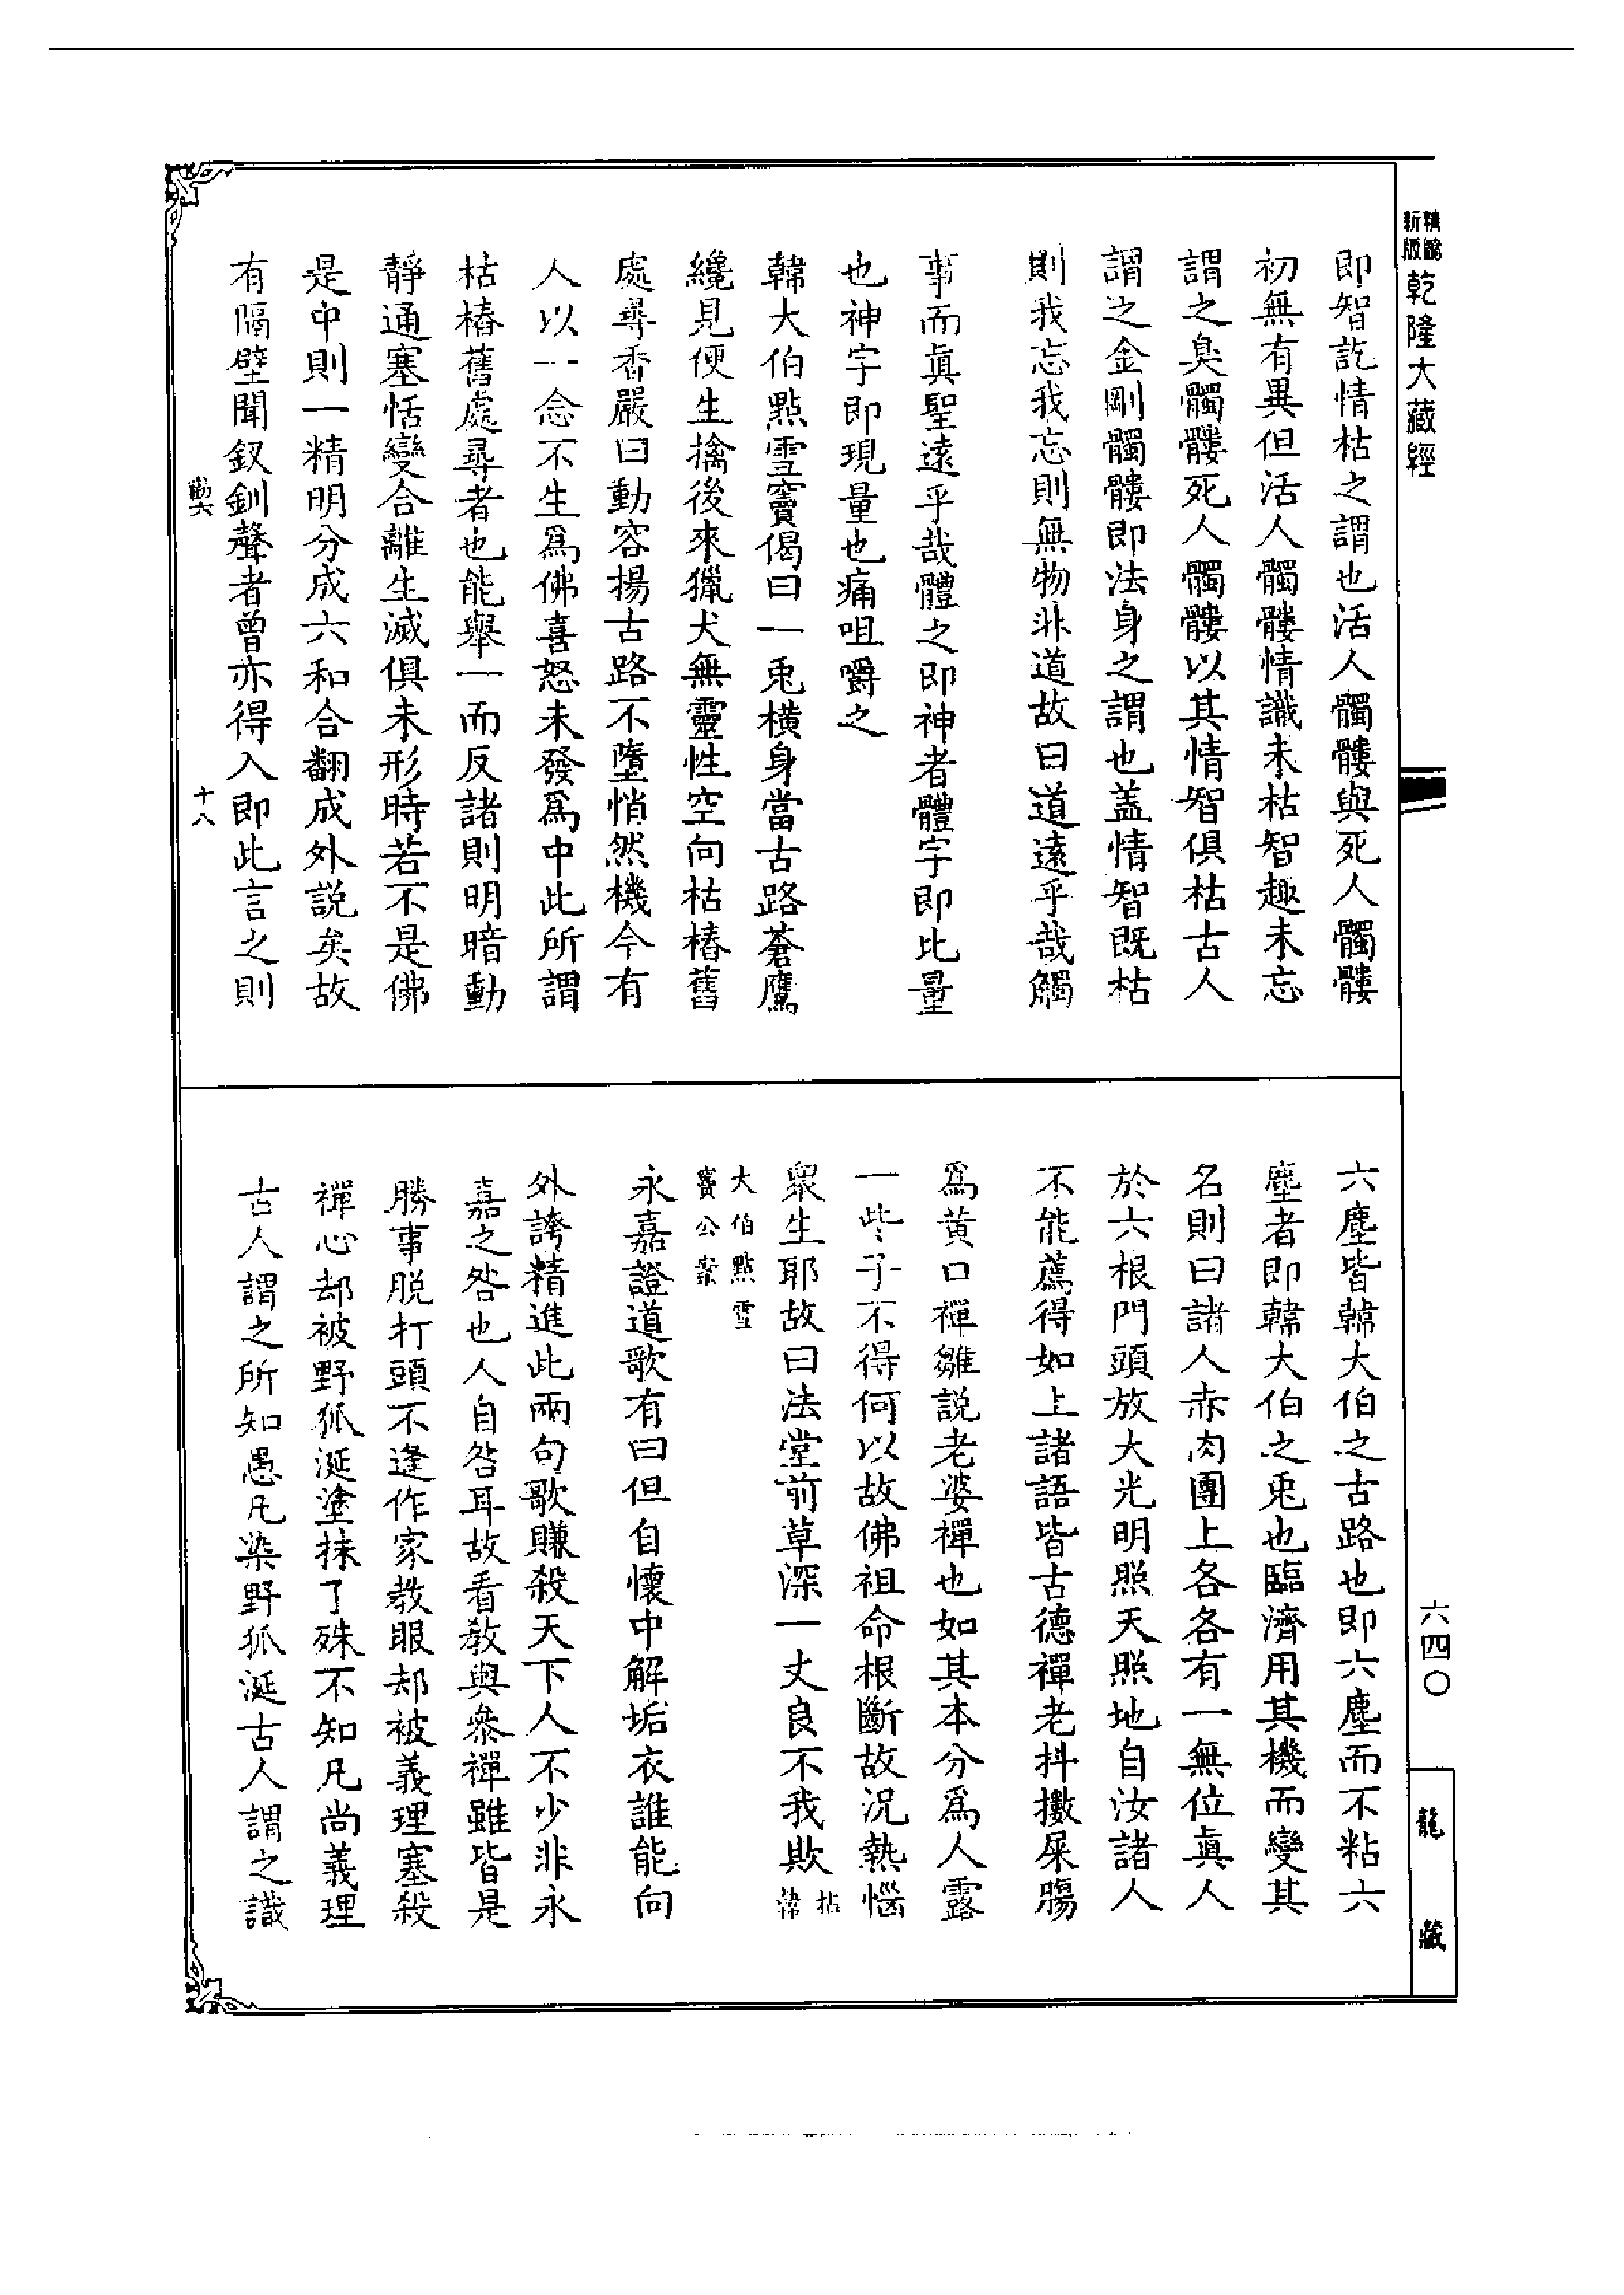 精縮新版
乾隆大藏經
即智訖情枯之謂也活人髑髏與死人髑髏
初無有異但活人髑髏情識未枯智趣未忘
謂之臭髑髏死人髑髏以其情智俱枯古人
謂之金剛髑髏即法身之謂也盖情智既枯
則我忘我忘則無物非道故曰道遠乎哉觸
事而眞聖遠乎哉體之即神者體字即比量
也神字即現量也痛咀嚼之
韓大伯點雪竇偈曰一兎橫身當古路蒼鷹
纔見便生擒後來獵犬無靈性空向枯樁舊
處尋香嚴曰動容揚古路不墮悄然機今有
人以一念不生爲佛喜怒未發爲中此所謂
枯樁舊處尋者也能舉一而反諸則明暗動
靜通塞恬變合離生滅俱未形時若不是佛
是中則一精明分成六和合翻成外說矣故
有隔壁聞釵釧聲者曾亦得入即此言之則
勤六
十八
六塵皆韓大伯之古路也即六塵而不粘六
塵者即韓大伯之兎也臨濟用其機而變其
名則曰諸人赤肉團上各各有一無位眞人
於六根門頭放大光明照天照地自汝諸人
不能薦得如上諸語皆古德禪老抖擻屎腸
爲黃口禪雛說老婆禪也如其本分爲人露
一些子不得何以故佛祖命根斷故況熱惱
衆生耶故曰法堂前草深一丈良不我欺拈韓
大伯點雪
竇公案
永嘉證道歌有曰但自懷中解垢衣誰能向
外誇精進此兩句歌賺殺天下人不少非永
嘉之咎也人自咎耳故看教與參禪雖皆是
勝事脫打頭不逢作家教眼却被義理塞殺
禪心却被野狐涎塗抹了殊不知凡尚義理
古人謂之所知愚凡染野狐涎古人謂之識
六四〇
龍藏